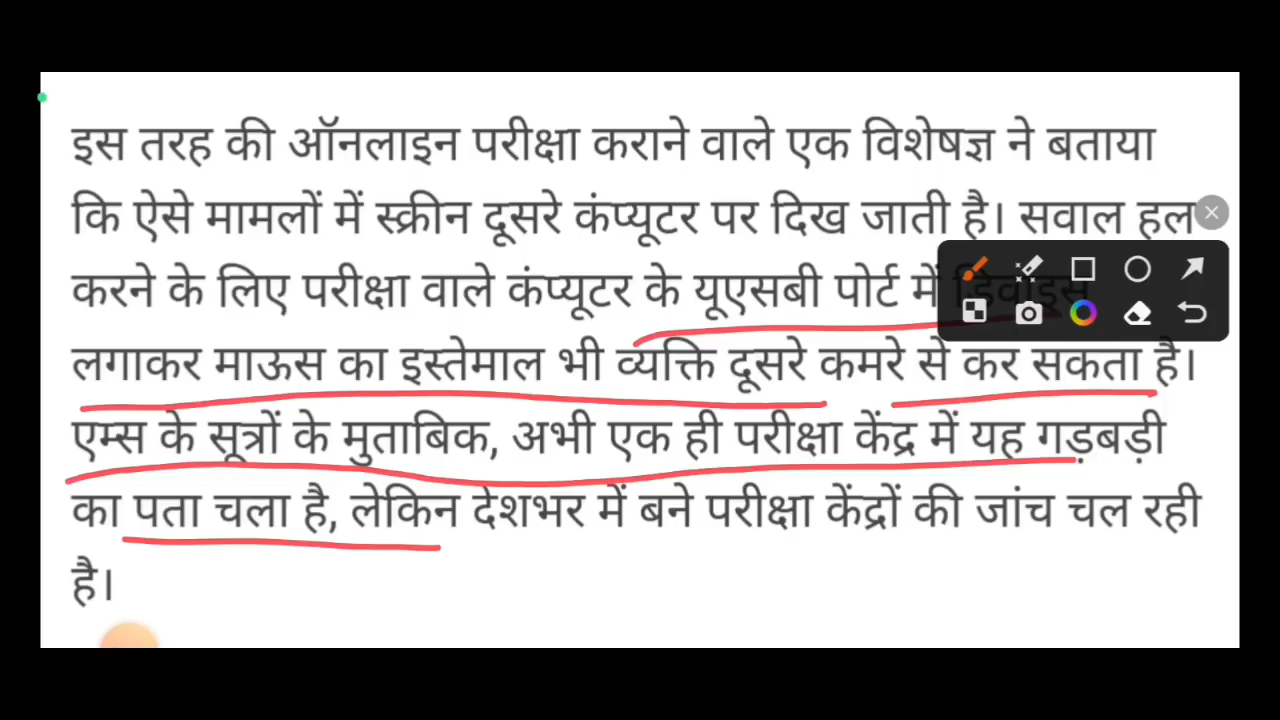 इस तरह की ऑनलाइन परीक्षा कराने वाले एक विशेषज्ञ ने बताया
कि ऐसे मामलों में स्क्रीन दूसरे कंप्यूटर पर दिख जाती है। सवाल हल
करने के लिए परीक्षा वाले कंप्यूटर के यूएसबी पोर्ट में डिवाइस
लगाकर माऊस का इस्तेमाल भी व्यक्ति दूसरे कमरे से कर सकता है।
एम्स के सूत्रों के मुताबिक, अभी एक ही परीक्षा केंद्र में यह गड़बड़ी
का पता चला है, लेकिन देशभर में बने परीक्षा केंद्रों की जांच चल रही
है।